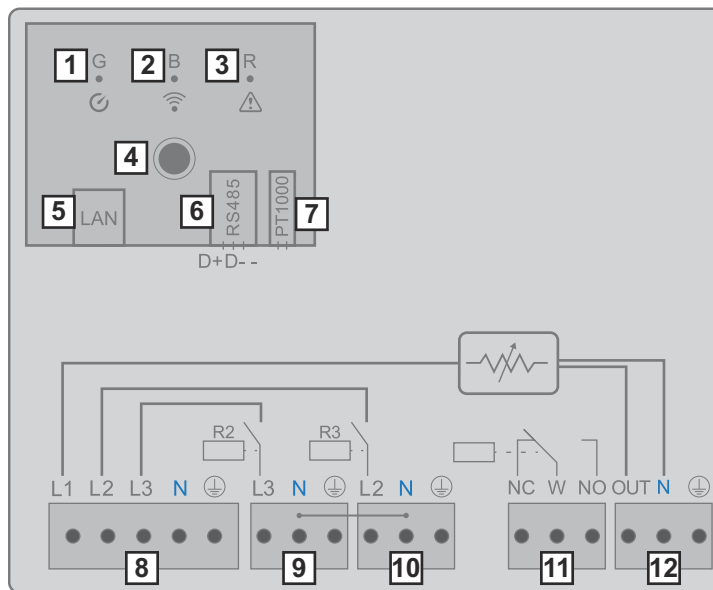 1 G 2 B 3 R
4
5 LAN 6 RS485 PT1000 7
D+D- -
R2 R3
L1 L2 L3 N L3 N L2 N NC W NO OUT N
8 9 10 11 12